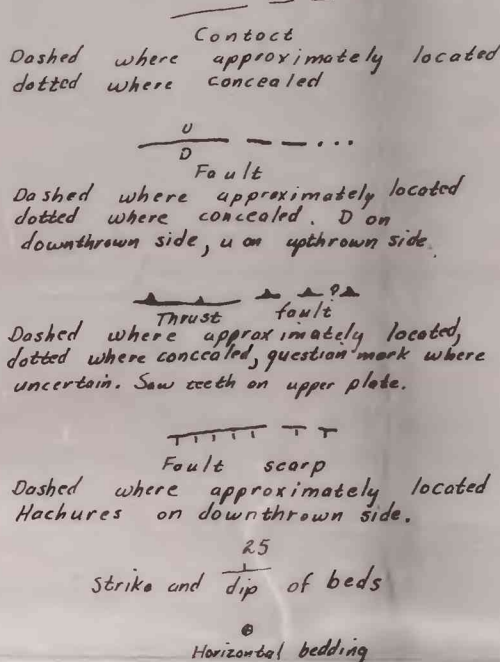 Contact
Dashed where approximately located
dotted where concealed
U
D
Fault
Dashed where approximately located
dotted where concealed. D on
downthrown side, u on upthrown side.
?
Thrust fault
Dashed where approximately located,
dotted where concealed, question mark where
uncertain. Saw teeth on upper plate.
Fault scarp
Dashed where approximately located
Hachures on downthrown side.
25
Strike and dip of beds
Horizontal bedding